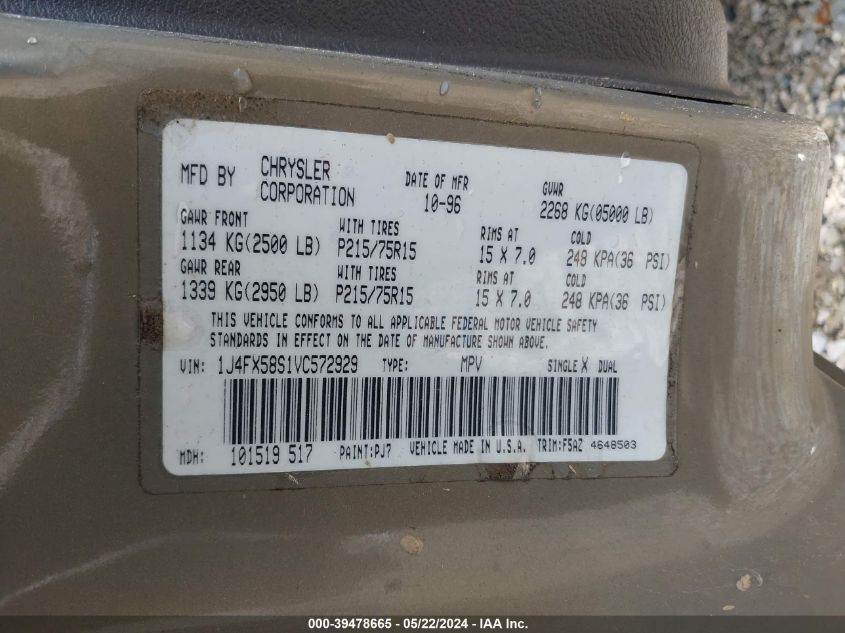 MFD BY CHRYSLER CORPORATION DATE OF MFR 10-96 GVWR 2268 KG(05000 LB)
GAWR FRONT WITH TIRES RIMS AT COLD
1134 KG(2500 LB) P215/75R15 15 X 7.0 248 KPA(36 PSI)
GAWR REAR WITH TIRES RIMS AT COLD
1339 KG(2950 LB) P215/75R15 15 X 7.0 248 KPA(36 PSI)
THIS VEHICLE CONFORMS TO ALL APPLICABLE FEDERAL MOTOR VEHICLE SAFETY
STANDARDS IN EFFECT ON THE DATE OF MANUFACTURE SHOWN ABOVE.
VIN: 1J4FX58S1VC572929 TYPE: MPV SINGLE X DUAL
MDH: 101519 517 PAINT:PJ7 VEHICLE MADE IN U.S.A. TRIM:F5AZ 4648503
000-39478665 - 05/22/2024 - IAA Inc.